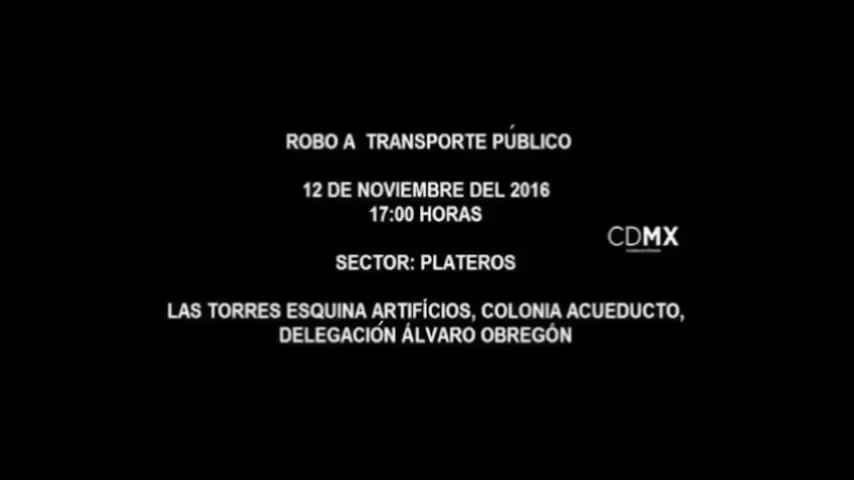 ROBO A TRANSPORTE PÚBLICO
12 DE NOVIEMBRE DEL 2016
17:00 HORAS
CDMX
SECTOR: PLATEROS
LAS TORRES ESQUINA ARTIFÍCIOS, COLONIA ACUEDUCTO,
DELEGACIÓN ÁLVARO OBREGÓN